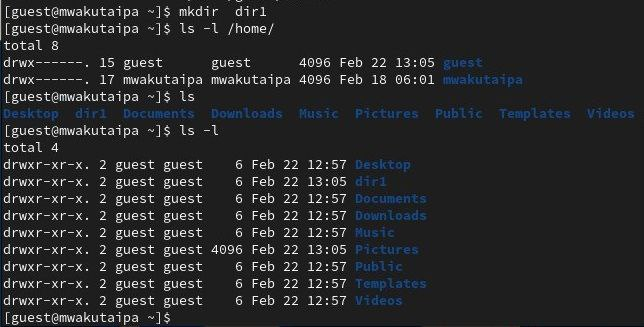 [guest@mwakutaipa ~]$ mkdir  dir1
[guest@mwakutaipa ~]$ ls -l /home/
total 8
drwx------. 15 guest      guest      4096 Feb 22 13:05 guest
drwx------. 17 mwakutaipa mwakutaipa 4096 Feb 18 06:01 mwakutaipa
[guest@mwakutaipa ~]$ ls
Desktop  dir1  Documents  Downloads  Music  Pictures  Public  Templates  Videos
[guest@mwakutaipa ~]$ ls -l
total 4
drwxr-xr-x. 2 guest guest    6 Feb 22 12:57 Desktop
drwxr-xr-x. 2 guest guest    6 Feb 22 13:05 dir1
drwxr-xr-x. 2 guest guest    6 Feb 22 12:57 Documents
drwxr-xr-x. 2 guest guest    6 Feb 22 12:57 Downloads
drwxr-xr-x. 2 guest guest    6 Feb 22 12:57 Music
drwxr-xr-x. 2 guest guest 4096 Feb 22 13:05 Pictures
drwxr-xr-x. 2 guest guest    6 Feb 22 12:57 Public
drwxr-xr-x. 2 guest guest    6 Feb 22 12:57 Templates
drwxr-xr-x. 2 guest guest    6 Feb 22 12:57 Videos
[guest@mwakutaipa ~]$